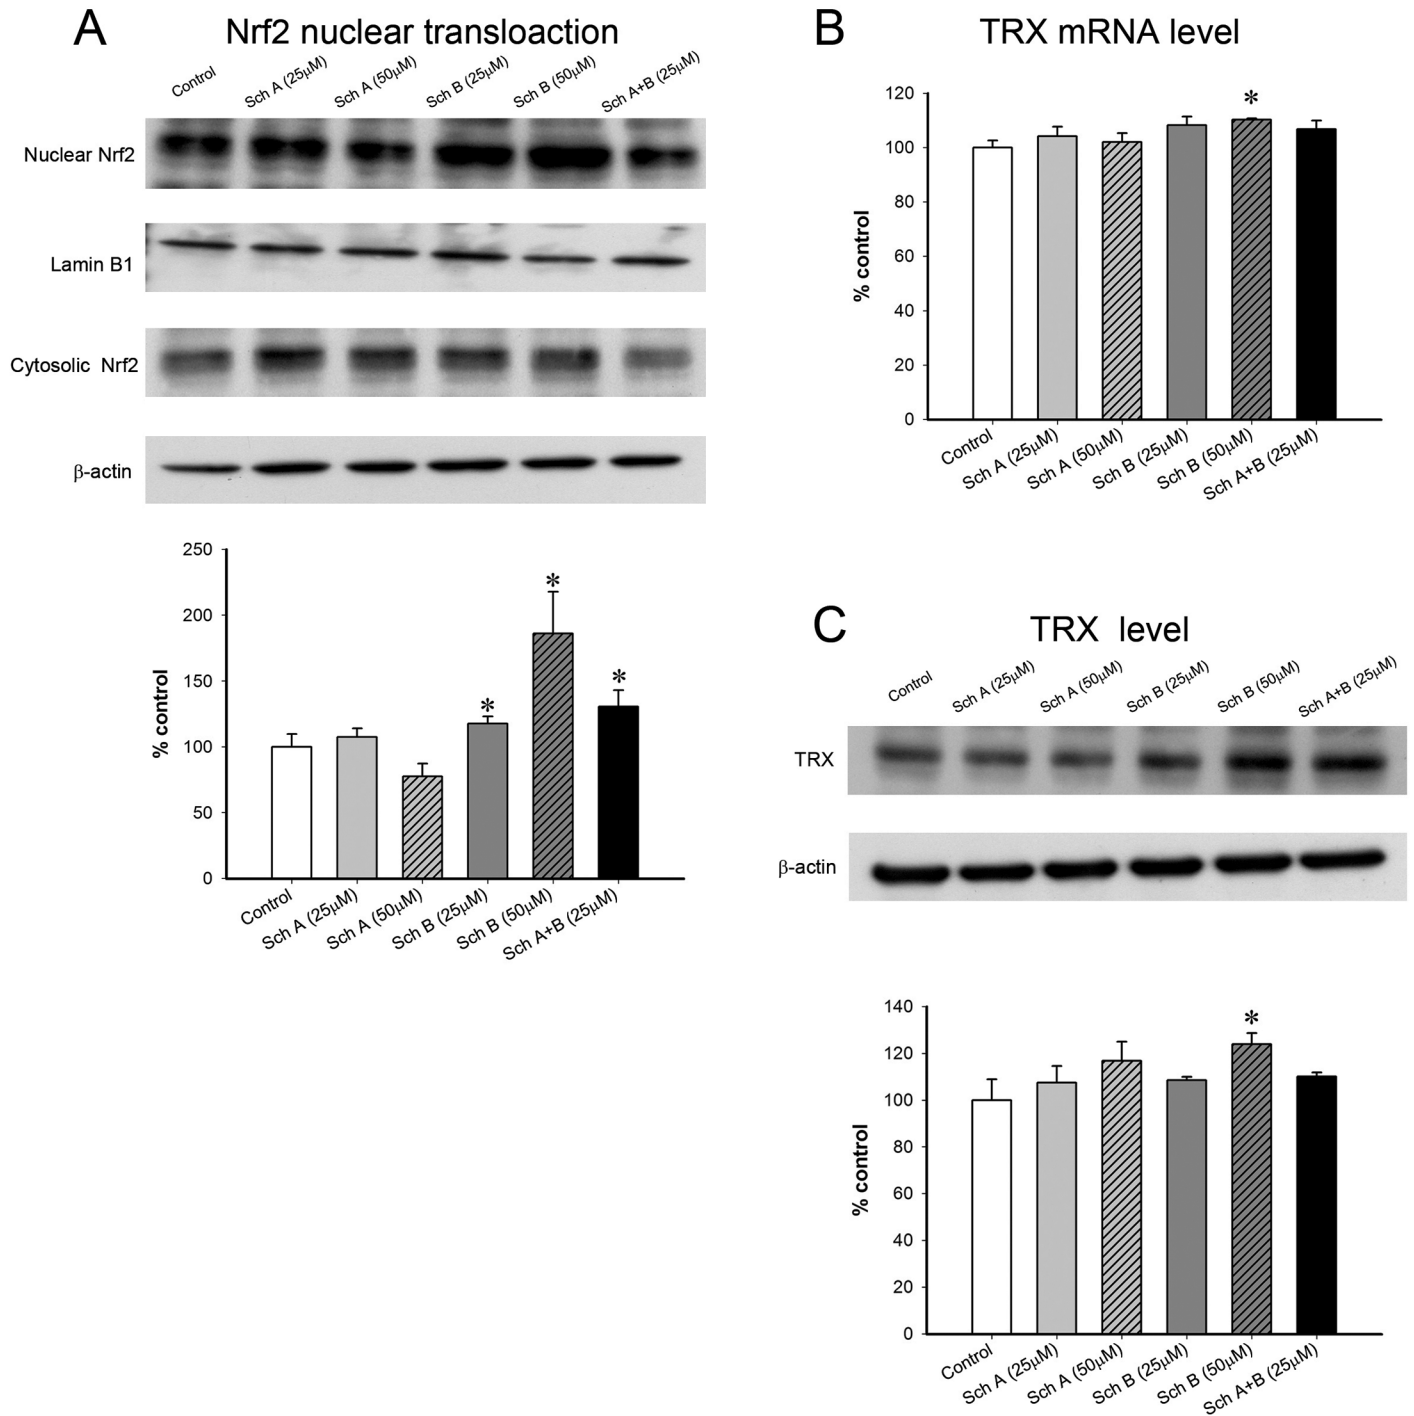 A
Nrf2 nuclear transloaction
Control
Sch A (25μM)
Sch A (50μM)
Sch B (25μM)
Sch B (50μM)
Sch A+B (25μM)
Nuclear Nrf2
Lamin B1
Cytosolic Nrf2
β-actin
250
200
150
100
50
0
% control
*
*
*
Control
Sch A (25μM)
Sch A (50μM)
Sch B (25μM)
Sch B (50μM)
Sch A+B (25μM)
B
TRX mRNA level
120
100
80
60
40
20
0
% control
*
Control
Sch A (25μM)
Sch A (50μM)
Sch B (25μM)
Sch B (50μM)
Sch A+B (25μM)
C
TRX level
Control
Sch A (25μM)
Sch A (50μM)
Sch B (25μM)
Sch B (50μM)
Sch A+B (25μM)
TRX
β-actin
140
120
100
80
60
40
20
0
% control
*
Control
Sch A (25μM)
Sch A (50μM)
Sch B (25μM)
Sch B (50μM)
Sch A+B (25μM)